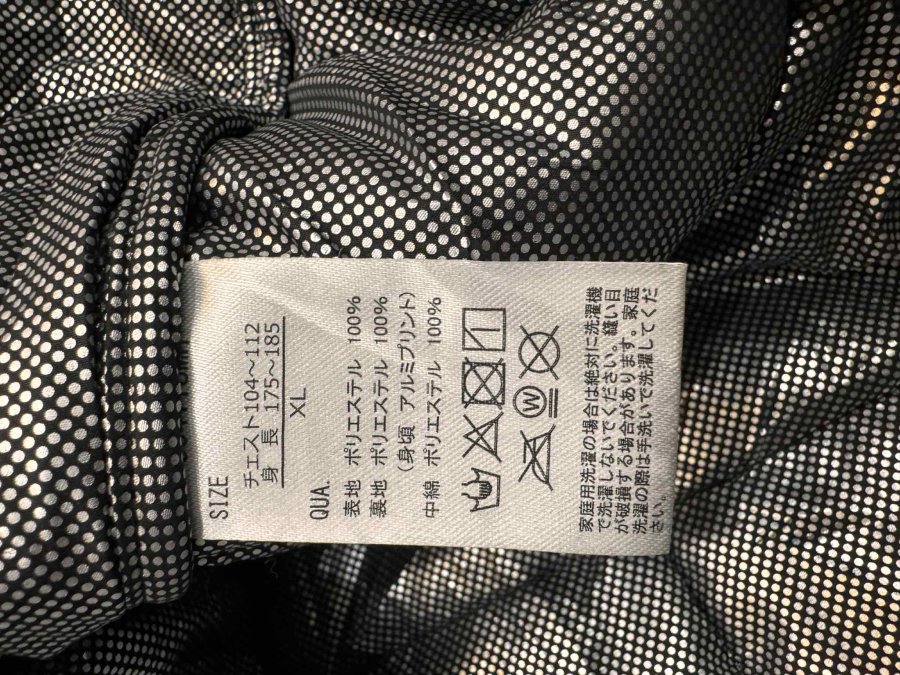 SIZE
チェスト104～112
身 長 175～185
XL
QUA.
表地 ポリエステル 100%
裏地 ポリエステル 100%
(身頃 アルミプリント)
中綿 ポリエステル 100%
W
家庭用洗濯の場合は絶対に洗濯機
で洗濯しないでください。縫い目
が破損する場合があります。家庭
洗濯の際は手洗いで洗濯してくだ
さい。